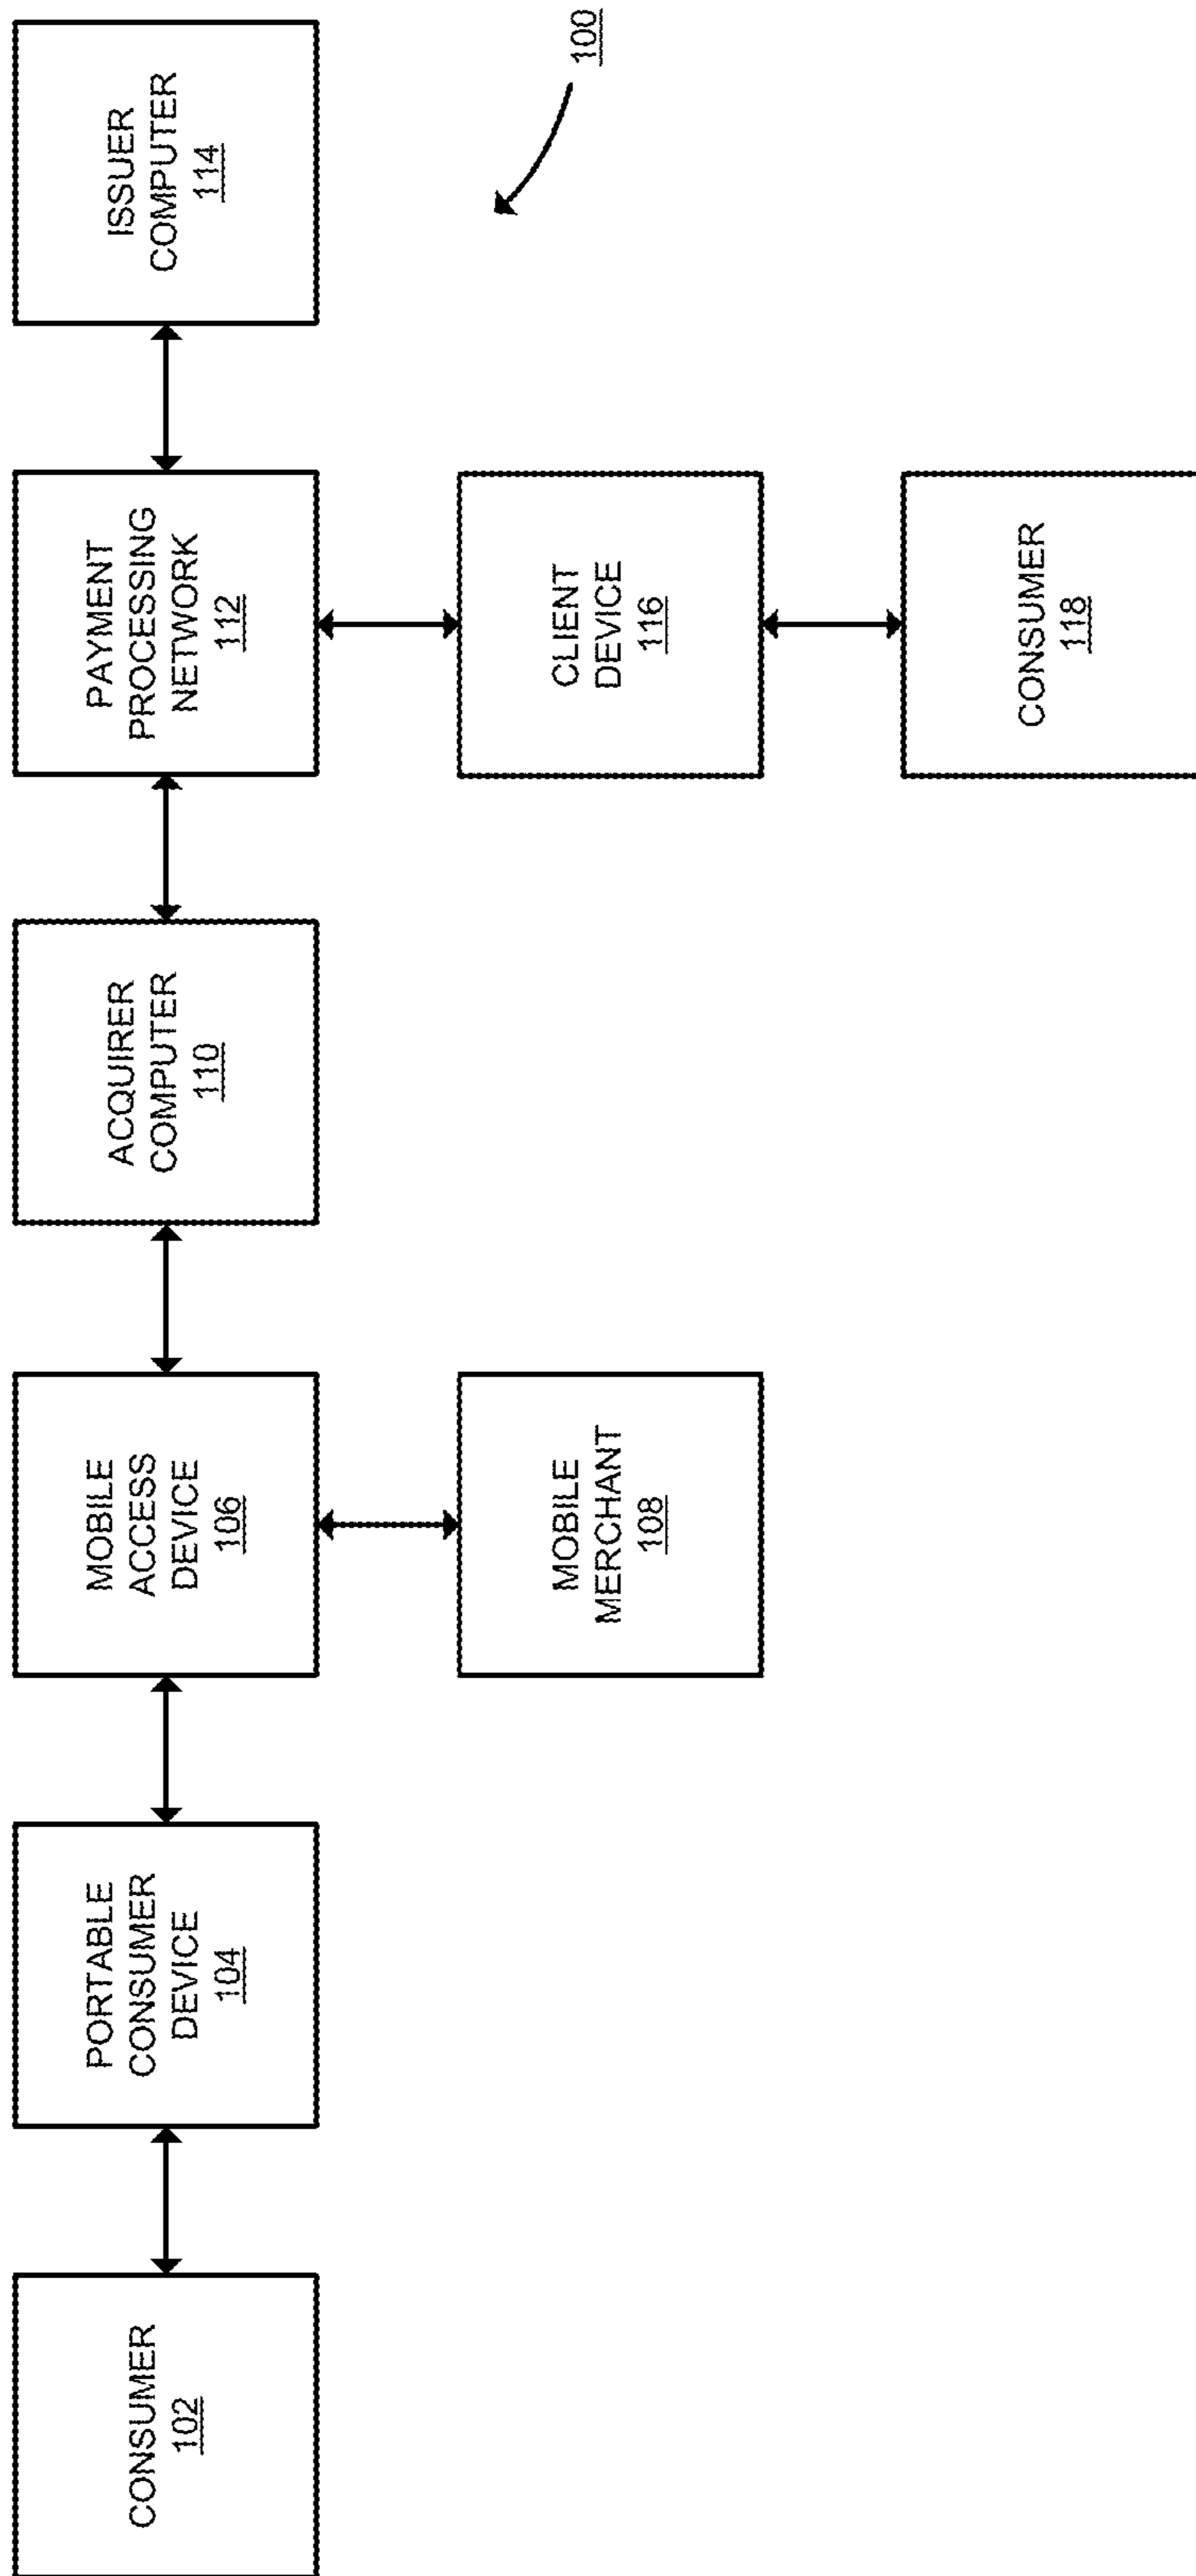 CONSUMER
102
PORTABLE
CONSUMER
DEVICE
104
MOBILE
ACCESS
DEVICE
106
ACQUIRER
COMPUTER
110
PAYMENT
PROCESSING
NETWORK
112
ISSUER
COMPUTER
114
MOBILE
MERCHANT
108
CLIENT
DEVICE
116
CONSUMER
118
100